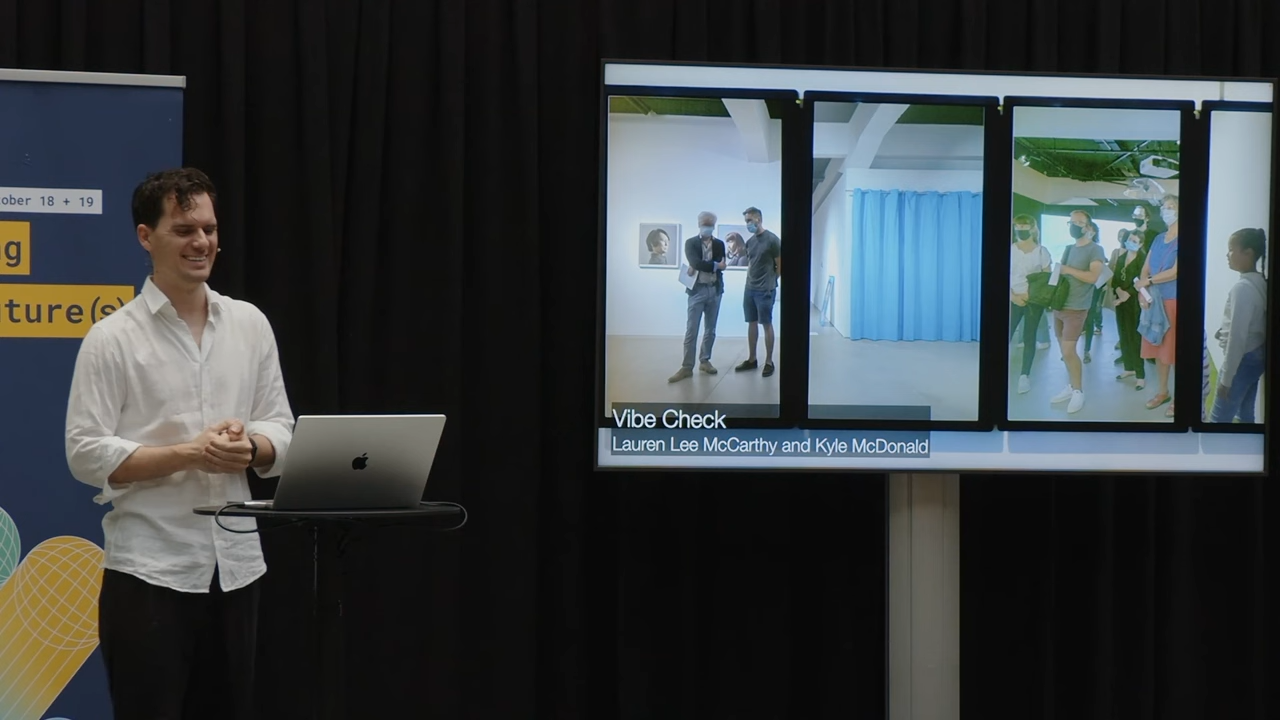 ober 18 + 19
g
ture(s)
Vibe Check
Lauren Lee McCarthy and Kyle McDonald